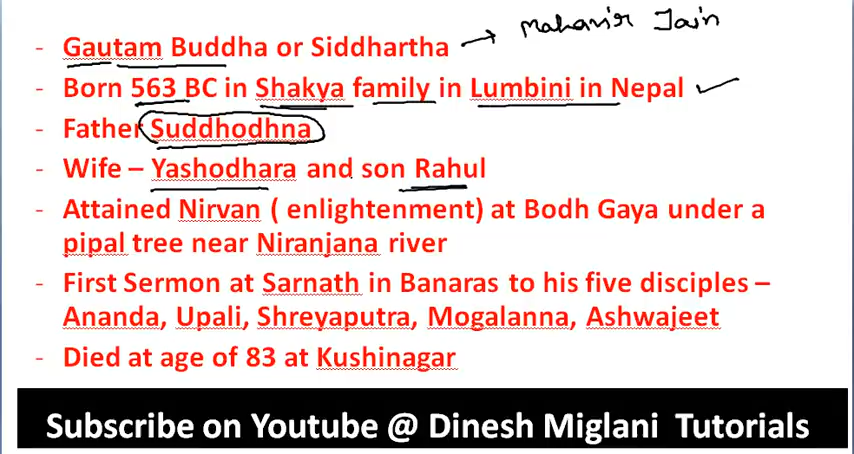 - Gautam Buddha or Siddhartha → Mahavir Jain
- Born 563 BC in Shakya family in Lumbini in Nepal ✓
- Father Suddhodhna
- Wife – Yashodhara and son Rahul
- Attained Nirvan ( enlightenment) at Bodh Gaya under a
pipal tree near Niranjana river
- First Sermon at Sarnath in Banaras to his five disciples –
Ananda, Upali, Shreyaputra, Mogalanna, Ashwajeet
- Died at age of 83 at Kushinagar
Subscribe on Youtube @ Dinesh Miglani Tutorials